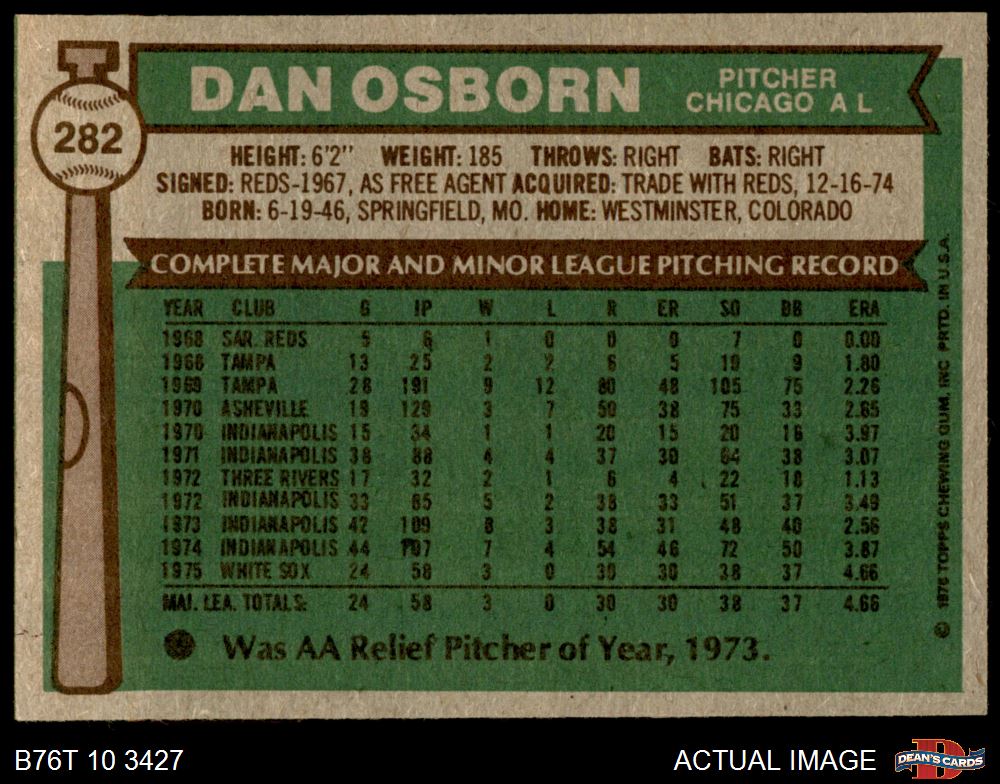 282
DAN OSBORN
PITCHER
CHICAGO A L
HEIGHT: 6'2" WEIGHT: 185 THROWS: RIGHT BATS: RIGHT
SIGNED: REDS-1967, AS FREE AGENT ACQUIRED: TRADE WITH REDS, 12-16-74
BORN: 6-19-46, SPRINGFIELD, MO. HOME: WESTMINSTER, COLORADO
COMPLETE MAJOR AND MINOR LEAGUE PITCHING RECORD
YEAR CLUB G IP W L R ER SO BB ERA
1968 SAR. REDS 5 6 1 0 0 0 7 0 0.00
1968 TAMPA 13 25 2 2 6 5 19 9 1.80
1969 TAMPA 28 191 9 12 80 48 105 75 2.26
1970 ASHEVILLE 19 129 3 7 50 38 75 33 2.65
1970 INDIANAPOLIS 15 34 1 1 20 15 20 16 3.97
1971 INDIANAPOLIS 38 88 4 4 37 30 64 38 3.07
1972 THREE RIVERS 17 32 2 1 6 4 22 18 1.13
1972 INDIANAPOLIS 33 85 5 2 38 33 51 37 3.49
1973 INDIANAPOLIS 42 109 8 3 38 31 48 40 2.56
1974 INDIANAPOLIS 44 107 7 4 54 46 72 50 3.87
1975 WHITE SOX 24 58 3 0 30 30 38 37 4.66
MAJ. LEA. TOTALS: 24 58 3 0 30 30 38 37 4.66
Was AA Relief Pitcher of Year, 1973.
© 1976 TOPPS CHEWING GUM, INC PRTD. IN U.S.A.
B76T 10 3427
ACTUAL IMAGE
DEAN'S CARDS